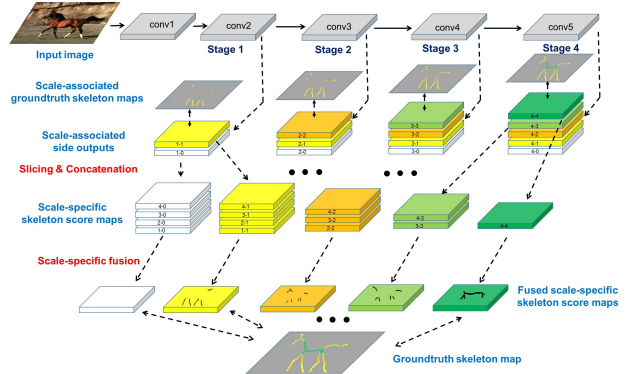 conv1
conv2
conv3
conv4
conv5
Input image
Stage 1
Stage 2
Stage 3
Stage 4
Scale-associated
groundtruth skeleton maps
Scale-associated
side outputs
1-1
1-0
2-2
2-1
2-0
3-3
3-2
3-1
3-0
4-4
4-3
4-2
4-1
4-0
Slicing & Concatenation
Scale-specific
skeleton score maps
4-0
3-0
2-0
1-0
4-1
3-1
2-1
1-1
4-2
3-2
2-2
4-3
3-3
4-4
Scale-specific fusion
Fused scale-specific
skeleton score maps
Groundtruth skeleton map